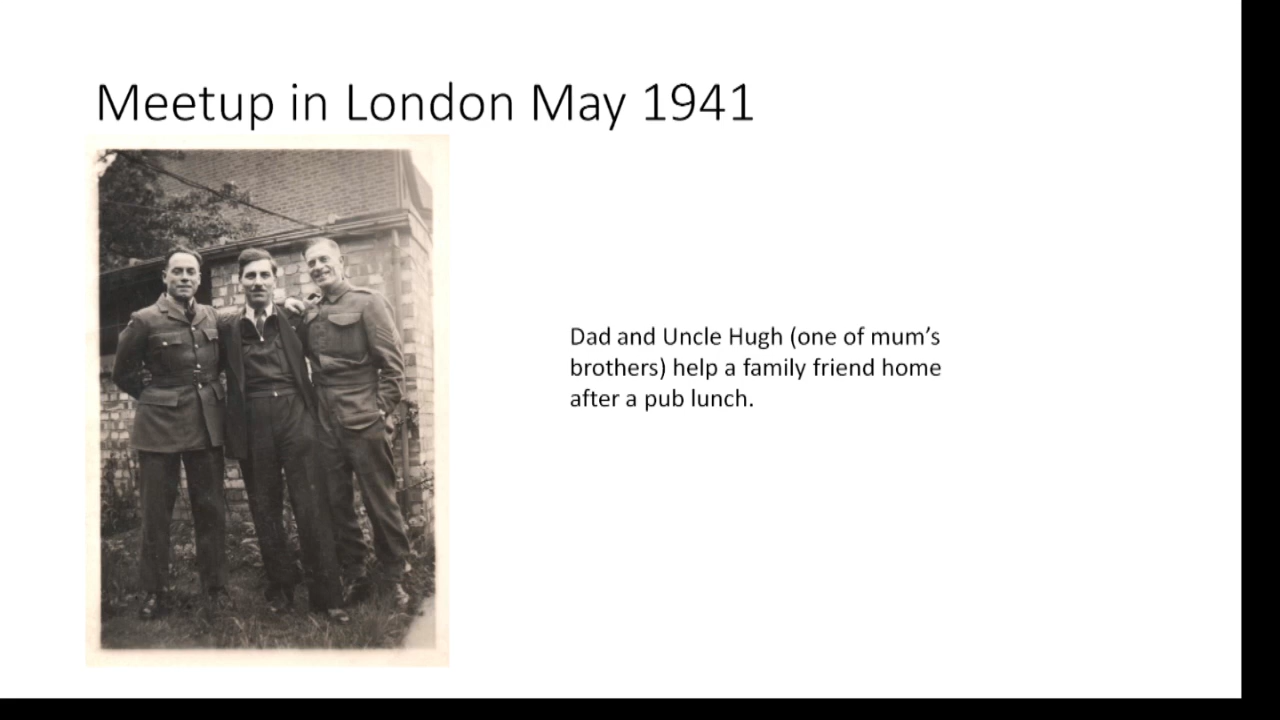 Meetup in London May 1941
Dad and Uncle Hugh (one of mum’s
brothers) help a family friend home
after a pub lunch.